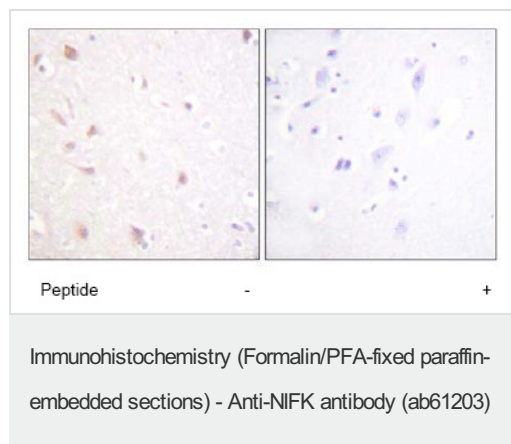 Peptide - +
Immunohistochemistry (Formalin/PFA-fixed paraffin-
embedded sections) - Anti-NIFK antibody (ab61203)